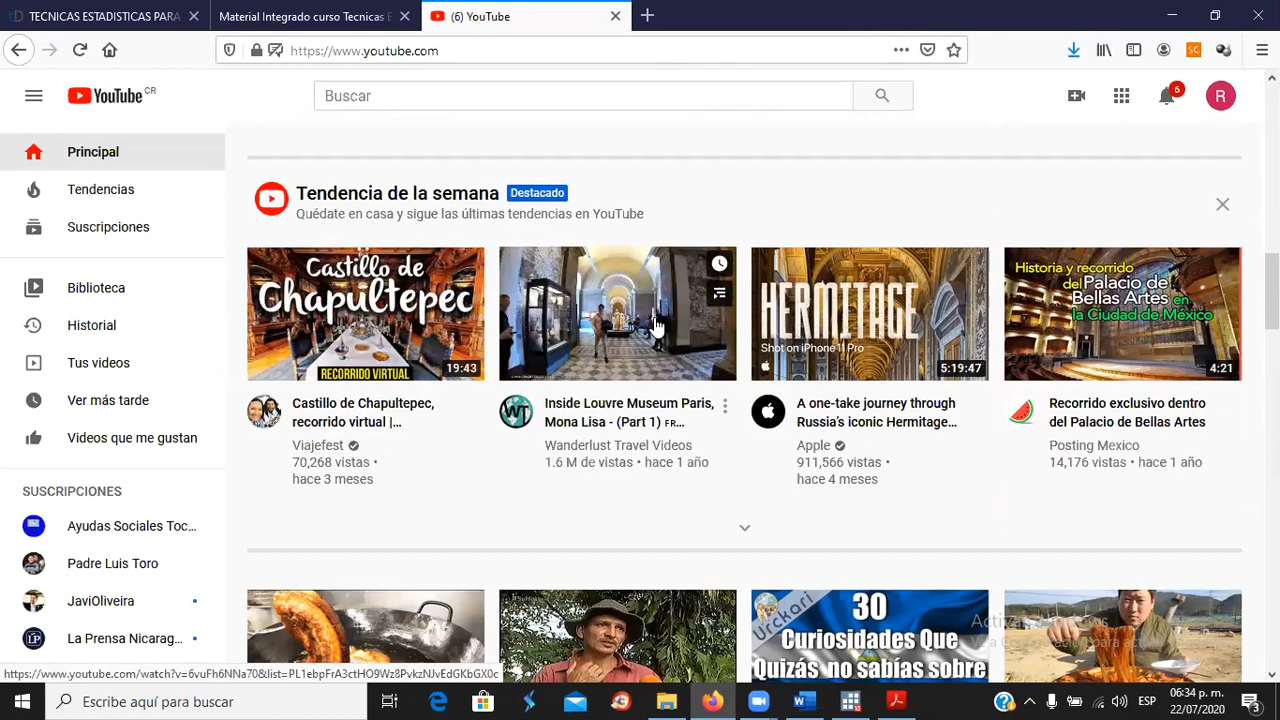 TECNICAS ESTADISTICAS PARA
Material Integrado curso Tecnicas E
(6) YouTube
https://www.youtube.com
YouTube CR
Buscar
6
R
Principal
Tendencias
Suscripciones
Biblioteca
Historial
Tus videos
Ver más tarde
Videos que me gustan
SUSCRIPCIONES
Ayudas Sociales Toc...
Padre Luis Toro
JaviOliveira
La Prensa Nicarag...
Tendencia de la semana Destacado
Quédate en casa y sigue las últimas tendencias en YouTube
Castillo de
Chapultepec
RECORRIDO VIRTUAL
19:43
HERMITAGE
Shot on iPhone 11 Pro
5:19:47
Historia y recorrido
del Palacio de
Bellas Artes en
la Ciudad de México
4:21
Castillo de Chapultepec,
recorrido virtual |...
Viajefest
70,268 vistas •
hace 3 meses
WT
Inside Louvre Museum Paris,
Mona Lisa - (Part 1) FR...
Wanderlust Travel Videos
1.6 M de vistas • hace 1 año
A one-take journey through
Russia's iconic Hermitage...
Apple
911,566 vistas •
hace 4 meses
Recorrido exclusivo dentro
del Palacio de Bellas Artes
Posting Mexico
14,176 vistas • hace 1 año
Urckari
30
Curiosidades Que
Quizás no sabías sobre
https://www.youtube.com/watch?v=6vuFh6NNa70&list=PL1ebpFrA3ctHO9Wz8PvkzNJvEdGKbGX0c
Escribe aquí para buscar
ESP
06:34 p. m.
22/07/2020
3